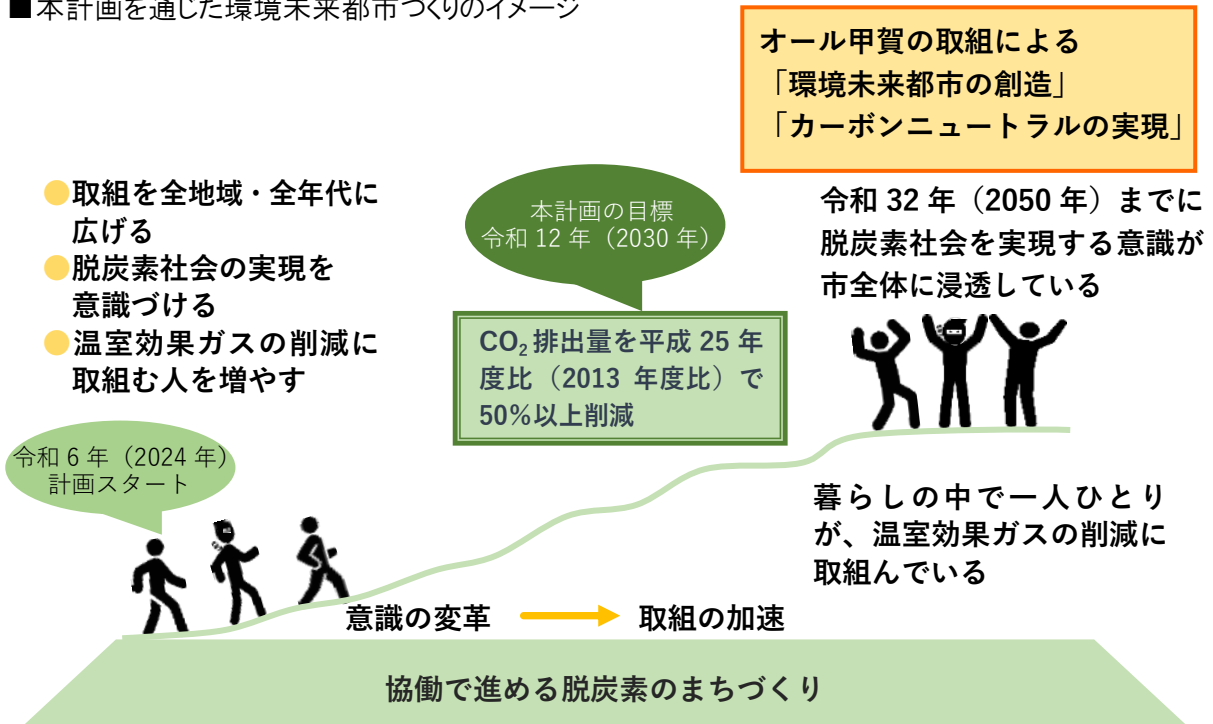 ■本計画を通じた環境未来都市づくりのイメージ
オール甲賀の取組による
「環境未来都市の創造」
「カーボンニュートラルの実現」
●取組を全地域・全年代に
広げる
●脱炭素社会の実現を
意識づける
●温室効果ガスの削減に
取組む人を増やす
本計画の目標
令和 12 年（2030 年）
CO₂排出量を平成 25 年
度比（2013 年度比）で
50％以上削減
令和 32 年（2050 年）までに
脱炭素社会を実現する意識が
市全体に浸透している
令和 6 年（2024 年）
計画スタート
暮らしの中で一人ひとり
が、温室効果ガスの削減に
取組んでいる
意識の変革 → 取組の加速
協働で進める脱炭素のまちづくり